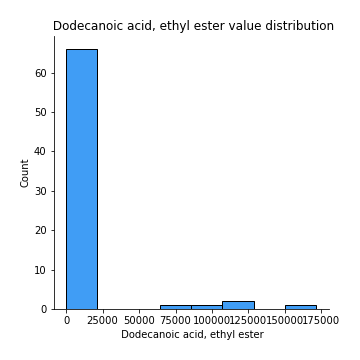 Dodecanoic acid, ethyl ester value distribution
Count
60
50
40
30
20
10
0
0 25000 50000 75000 100000 125000 150000 175000
Dodecanoic acid, ethyl ester